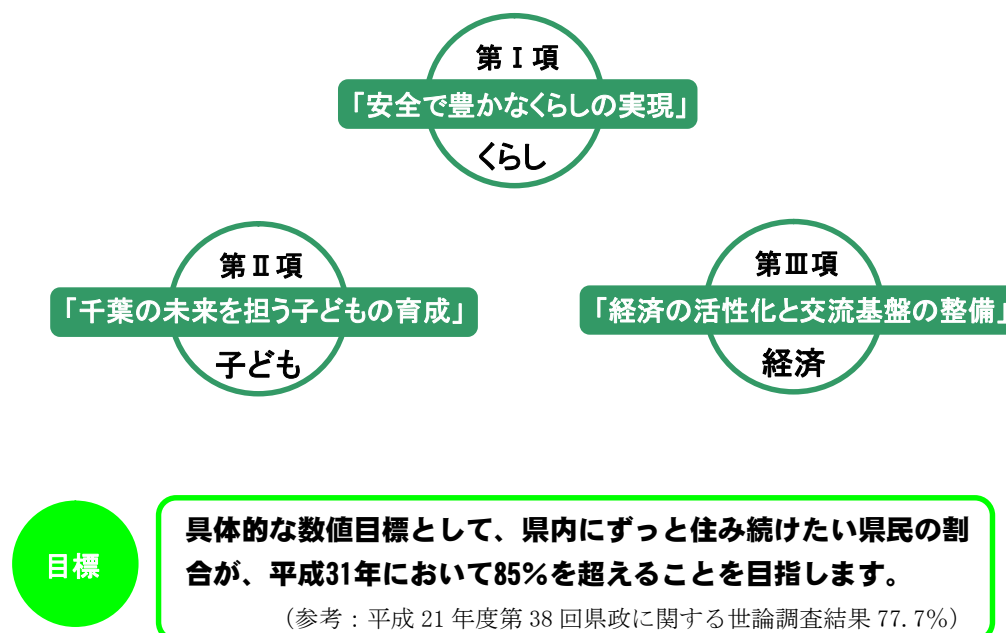 第Ⅰ項
「安全で豊かなくらしの実現」
くらし
第Ⅱ項
「千葉の未来を担う子どもの育成」
子ども
第Ⅲ項
「経済の活性化と交流基盤の整備」
経済
目標
具体的な数値目標として、県内にずっと住み続けたい県民の割
合が、平成31年において85%を超えることを目指します。
(参考:平成 21 年度第 38 回県政に関する世論調査結果 77.7%)